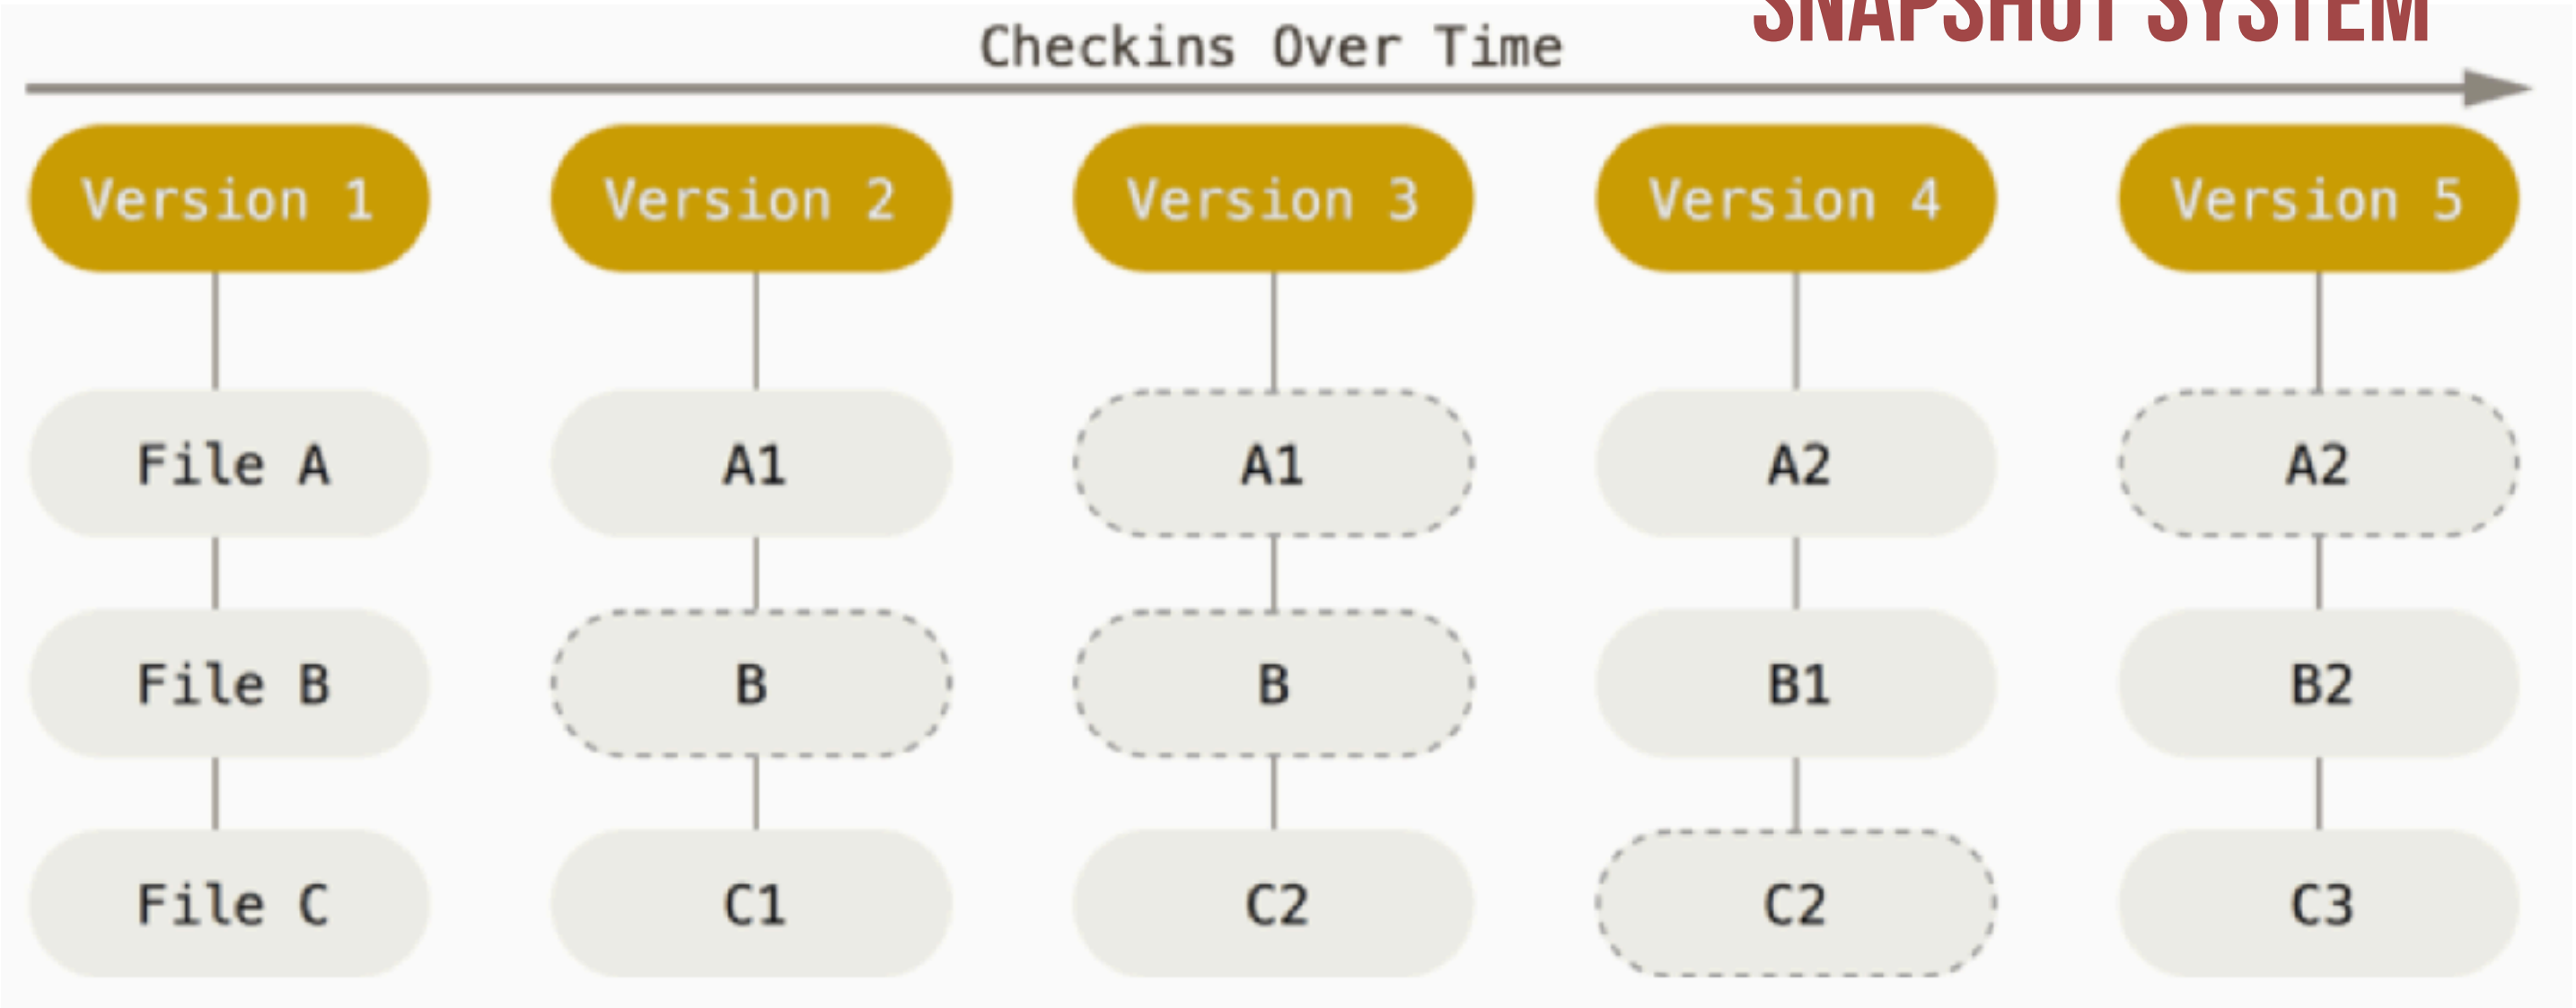 SNAPSHOT SYSTEM
Checkins Over Time
Version 1 Version 2 Version 3 Version 4 Version 5
File A A1 A1 A2 A2
File B B B B1 B2
File C C1 C2 C2 C3